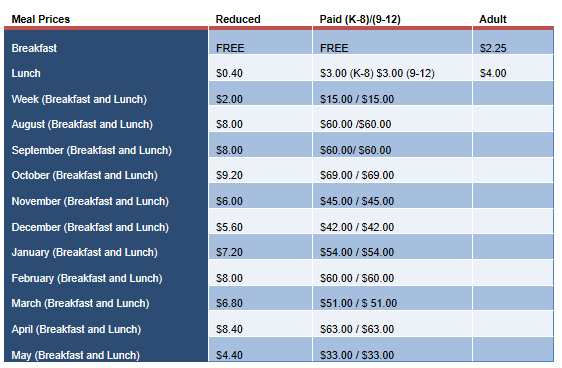 Meal Prices Reduced Paid (K-8)/(9-12) Adult
Breakfast FREE FREE $2.25
Lunch $0.40 $3.00 (K-8) $3.00 (9-12) $4.00
Week (Breakfast and Lunch) $2.00 $15.00 / $15.00
August (Breakfast and Lunch) $8.00 $60.00 /$60.00
September (Breakfast and Lunch) $8.00 $60.00/ $60.00
October (Breakfast and Lunch) $9.20 $69.00 / $69.00
November (Breakfast and Lunch) $6.00 $45.00 / $45.00
December (Breakfast and Lunch) $5.60 $42.00 / $42.00
January (Breakfast and Lunch) $7.20 $54.00 / $54.00
February (Breakfast and Lunch) $8.00 $60.00 / $60.00
March (Breakfast and Lunch) $6.80 $51.00 / $ 51.00
April (Breakfast and Lunch) $8.40 $63.00 / $63.00
May (Breakfast and Lunch) $4.40 $33.00 / $33.00